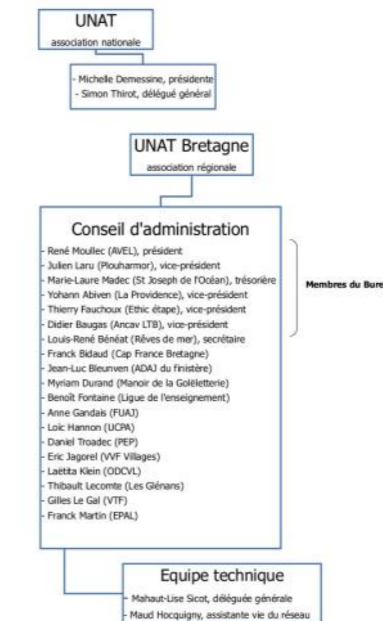 UNAT
association nationale
- Michelle Demessine, présidente
- Simon Thirot, délégué général
UNAT Bretagne
association régionale
Conseil d'administration
- René Moullec (AVEL), président
- Julien Laru (Plouharmor), vice-président
- Marie-Laure Madec (St Joseph de l'Océan), trésorière
- Yohann Abiven (La Providence), vice-président
- Thierry Fauchoux (Ethic étape), vice-président
- Didier Baugas (Ancav LTB), vice-président
- Louis-René Bénéat (Rêves de mer), secrétaire
- Franck Bidaud (Cap France Bretagne)
- Jean-Luc Bleunven (ADAJ du finistère)
- Myriam Durand (Manoir de la Goëletterie)
- Benoît Fontaine (Ligue de l'enseignement)
- Anne Gandais (FUAJ)
- Loïc Hannon (UCPA)
- Daniel Troadec (PEP)
- Eric Jagorel (VVF Villages)
- Laëtita Klein (ODCVL)
- Thibault Lecomte (Les Glénans)
- Gilles Le Gal (VTF)
- Franck Martin (EPAL)
Membres du Bure
Equipe technique
- Mahaut-Lise Sicot, déléguée générale
- Maud Hocquigny, assistante vie du réseau